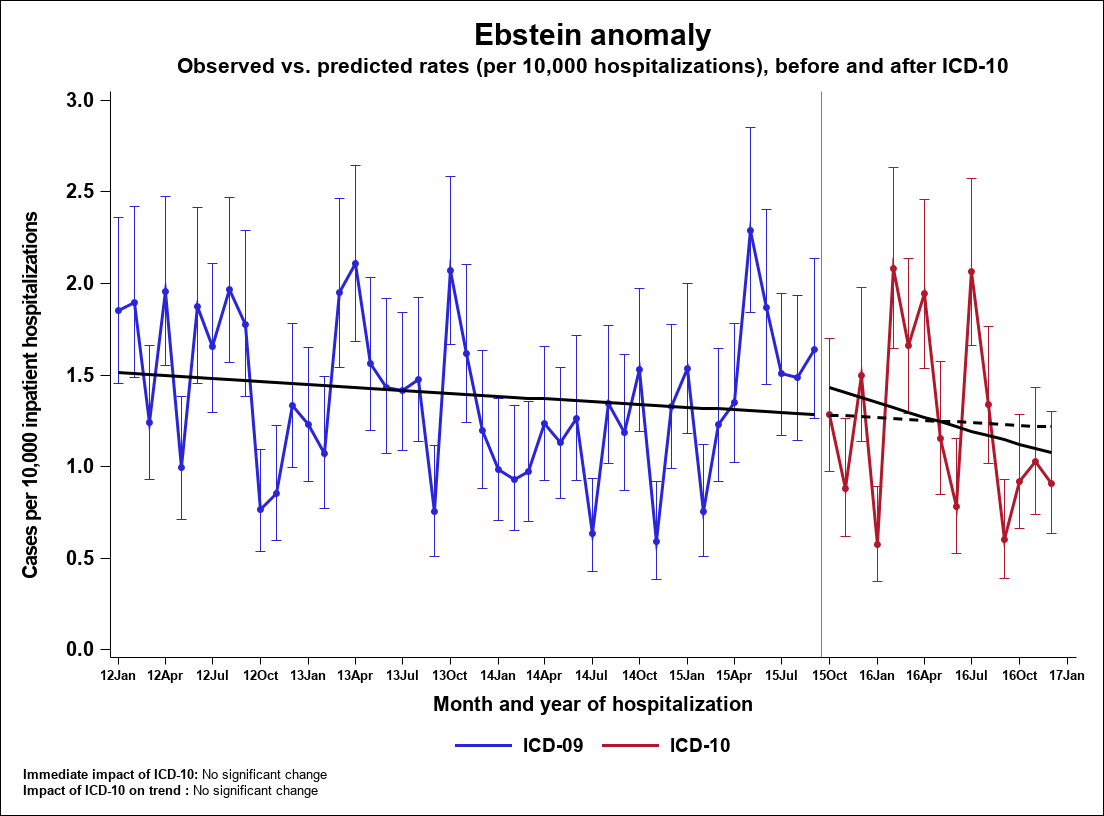 Ebstein anomaly
Observed vs. predicted rates (per 10,000 hospitalizations), before and after ICD-10
Cases per 10,000 inpatient hospitalizations
3.0
2.5
2.0
1.5
1.0
0.5
0.0
12Jan 12Apr 12Jul 12Oct 13Jan 13Apr 13Jul 13Oct 14Jan 14Apr 14Jul 14Oct 15Jan 15Apr 15Jul 15Oct 16Jan 16Apr 16Jul 16Oct 17Jan
Month and year of hospitalization
ICD-09 ICD-10
Immediate impact of ICD-10: No significant change
Impact of ICD-10 on trend : No significant change